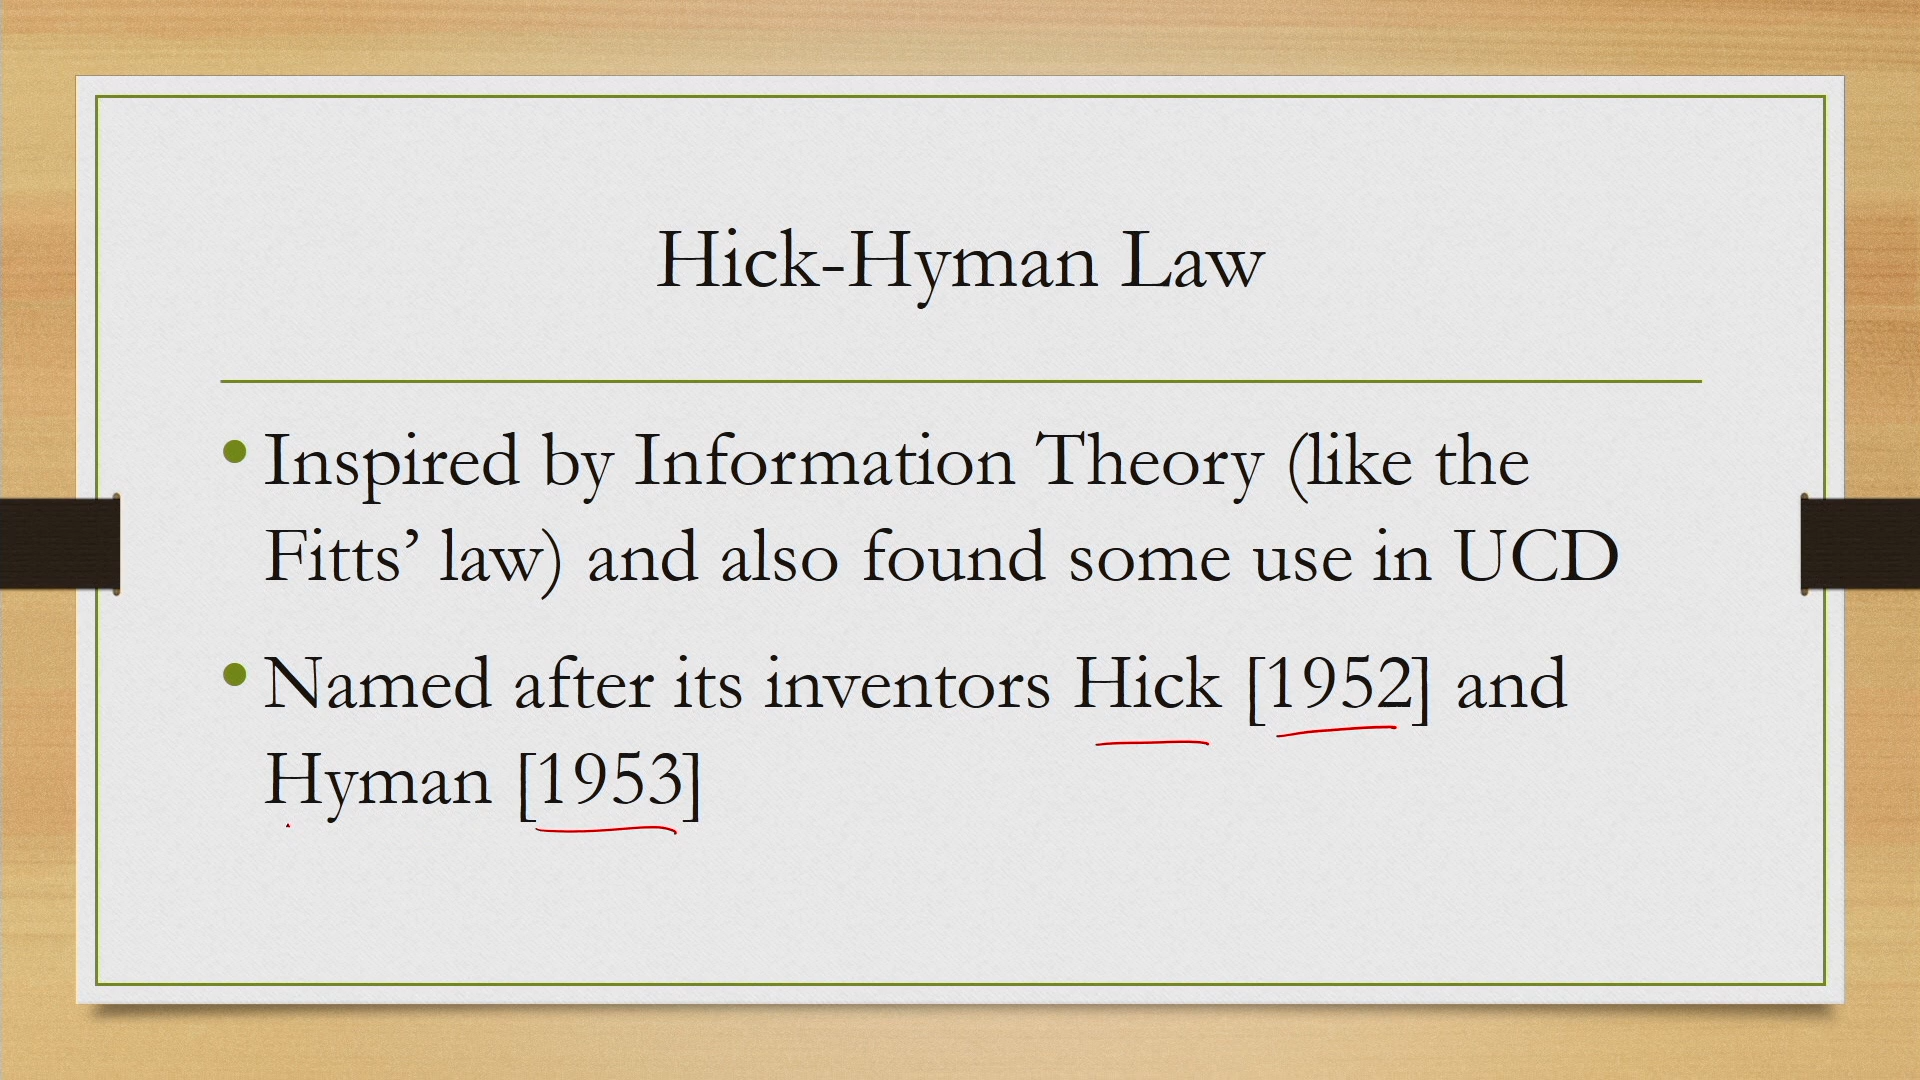 Hick-Hyman Law
• Inspired by Information Theory (like the
Fitts’ law) and also found some use in UCD
• Named after its inventors Hick [1952] and
Hyman [1953]